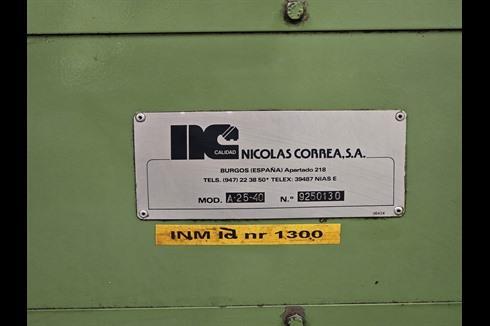 nc
CALIDAD
NICOLAS CORREA, S.A.
BURGOS (ESPAÑA) Apartado 218
TELS. (947) 22 38 50* TELEX: 39487 NIAS E
MOD. A-25-40 N.º 9250130
INM id nr 1300